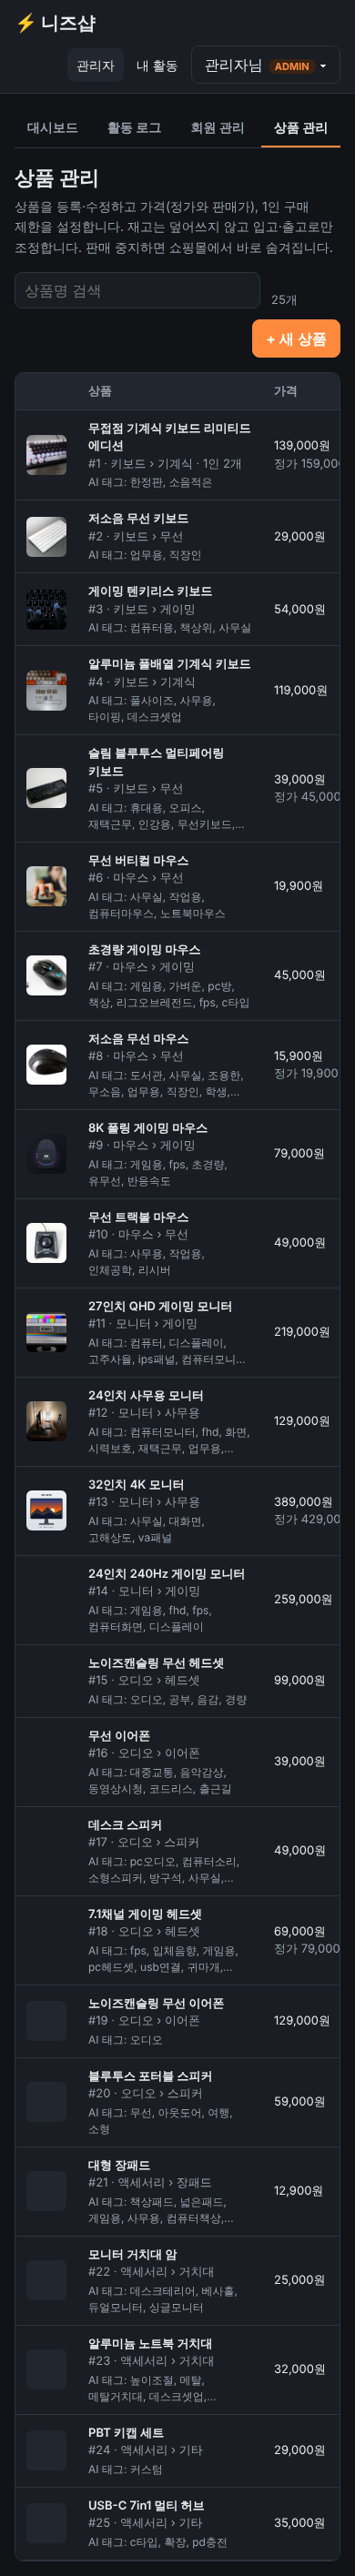 ⚡ 니즈샵
관리자 내 활동 관리자님 ADMIN
대시보드 활동 로그 회원 관리 상품 관리
상품 관리
상품을 등록·수정하고 가격(정가와 판매가), 1인 구매
제한을 설정합니다. 재고는 덮어쓰지 않고 입고·출고로만
조정합니다. 판매 중지하면 쇼핑몰에서 바로 숨겨집니다.
상품명 검색 25개
+ 새 상품
상품 가격
무접점 기계식 키보드 리미티드
에디션
#1 · 키보드 › 기계식 · 1인 2개
AI 태그: 한정판, 소음적은
139,000원
정가 159,000
저소음 무선 키보드
#2 · 키보드 › 무선
AI 태그: 업무용, 직장인
29,000원
게이밍 텐키리스 키보드
#3 · 키보드 › 게이밍
AI 태그: 컴퓨터용, 책상위, 사무실
54,000원
알루미늄 풀배열 기계식 키보드
#4 · 키보드 › 기계식
AI 태그: 풀사이즈, 사무용,
타이핑, 데스크셋업
119,000원
슬림 블루투스 멀티페어링
키보드
#5 · 키보드 › 무선
AI 태그: 휴대용, 오피스,
재택근무, 인강용, 무선키보드,...
39,000원
정가 45,000
무선 버티컬 마우스
#6 · 마우스 › 무선
AI 태그: 사무실, 작업용,
컴퓨터마우스, 노트북마우스
19,900원
초경량 게이밍 마우스
#7 · 마우스 › 게이밍
AI 태그: 게임용, 가벼운, pc방,
책상, 리그오브레전드, fps, c타입
45,000원
저소음 무선 마우스
#8 · 마우스 › 무선
AI 태그: 도서관, 사무실, 조용한,
무소음, 업무용, 직장인, 학생,...
15,900원
정가 19,900
8K 폴링 게이밍 마우스
#9 · 마우스 › 게이밍
AI 태그: 게임용, fps, 초경량,
유무선, 반응속도
79,000원
무선 트랙볼 마우스
#10 · 마우스 › 무선
AI 태그: 사무용, 작업용,
인체공학, 리시버
49,000원
27인치 QHD 게이밍 모니터
#11 · 모니터 › 게이밍
AI 태그: 컴퓨터, 디스플레이,
고주사율, ips패널, 컴퓨터모니...
219,000원
24인치 사무용 모니터
#12 · 모니터 › 사무용
AI 태그: 컴퓨터모니터, fhd, 화면,
시력보호, 재택근무, 업무용,...
129,000원
32인치 4K 모니터
#13 · 모니터 › 사무용
AI 태그: 사무실, 대화면,
고해상도, va패널
389,000원
정가 429,00
24인치 240Hz 게이밍 모니터
#14 · 모니터 › 게이밍
AI 태그: 게임용, fhd, fps,
컴퓨터화면, 디스플레이
259,000원
노이즈캔슬링 무선 헤드셋
#15 · 오디오 › 헤드셋
AI 태그: 오디오, 공부, 음감, 경량
99,000원
무선 이어폰
#16 · 오디오 › 이어폰
AI 태그: 대중교통, 음악감상,
동영상시청, 코드리스, 출근길
39,000원
데스크 스피커
#17 · 오디오 › 스피커
AI 태그: pc오디오, 컴퓨터소리,
소형스피커, 방구석, 사무실,...
49,000원
7.1채널 게이밍 헤드셋
#18 · 오디오 › 헤드셋
AI 태그: fps, 입체음향, 게임용,
pc헤드셋, usb연결, 귀마개,...
69,000원
정가 79,000
노이즈캔슬링 무선 이어폰
#19 · 오디오 › 이어폰
AI 태그: 오디오
129,000원
블루투스 포터블 스피커
#20 · 오디오 › 스피커
AI 태그: 무선, 아웃도어, 여행,
소형
59,000원
대형 장패드
#21 · 액세서리 › 장패드
AI 태그: 책상패드, 넓은패드,
게임용, 사무용, 컴퓨터책상,...
12,900원
모니터 거치대 암
#22 · 액세서리 › 거치대
AI 태그: 데스크테리어, 베사홀,
듀얼모니터, 싱글모니터
25,000원
알루미늄 노트북 거치대
#23 · 액세서리 › 거치대
AI 태그: 높이조절, 메탈,
메탈거치대, 데스크셋업,...
32,000원
PBT 키캡 세트
#24 · 액세서리 › 기타
AI 태그: 커스텀
29,000원
USB-C 7in1 멀티 허브
#25 · 액세서리 › 기타
AI 태그: c타입, 확장, pd충전
35,000원